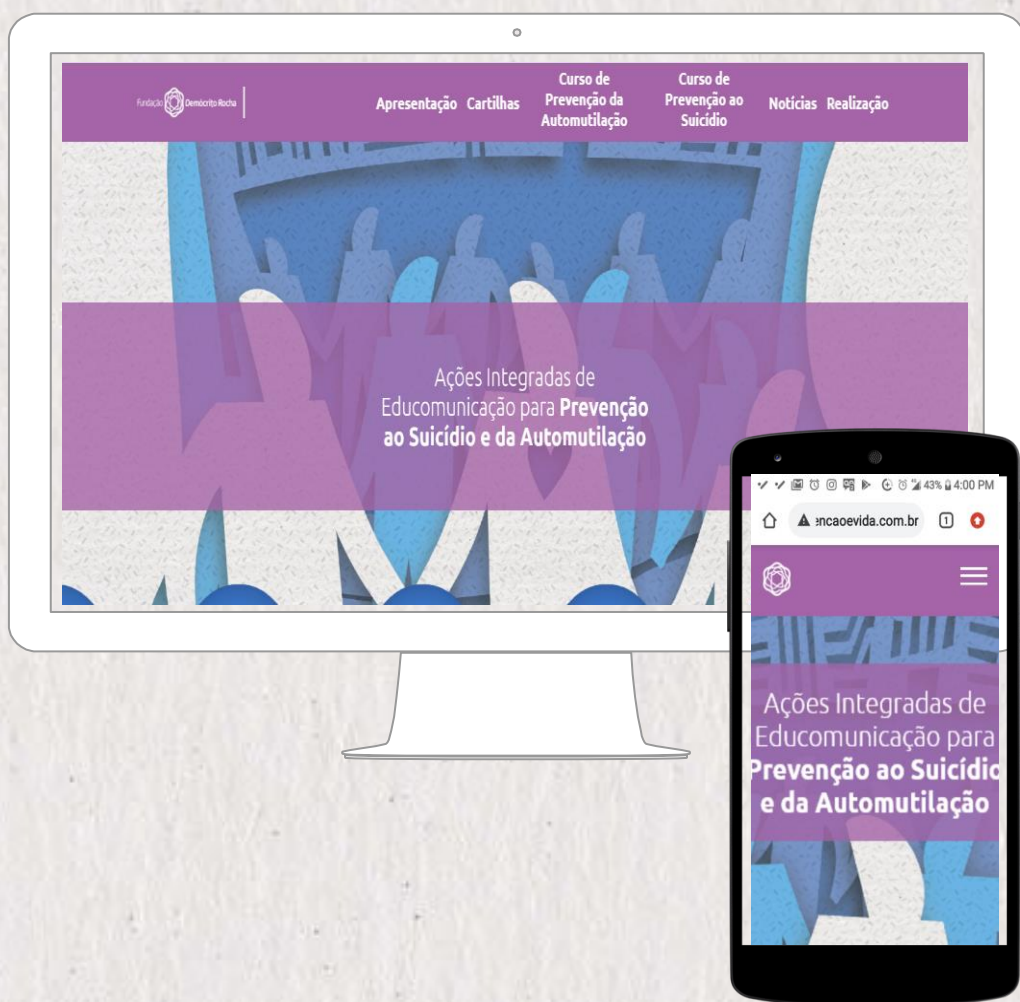 Fundação Demócrito Rocha
Apresentação Cartilhas
Curso de
Prevenção da
Automutilação
Curso de
Prevenção ao
Suicídio
Notícias Realização
Ações Integradas de
Educomunicação para Prevenção
ao Suicídio e da Automutilação
43% 4:00 PM
encaoevida.com.br 1
Ações Integradas de
Educomunicação para
Prevenção ao Suicídio
e da Automutilação